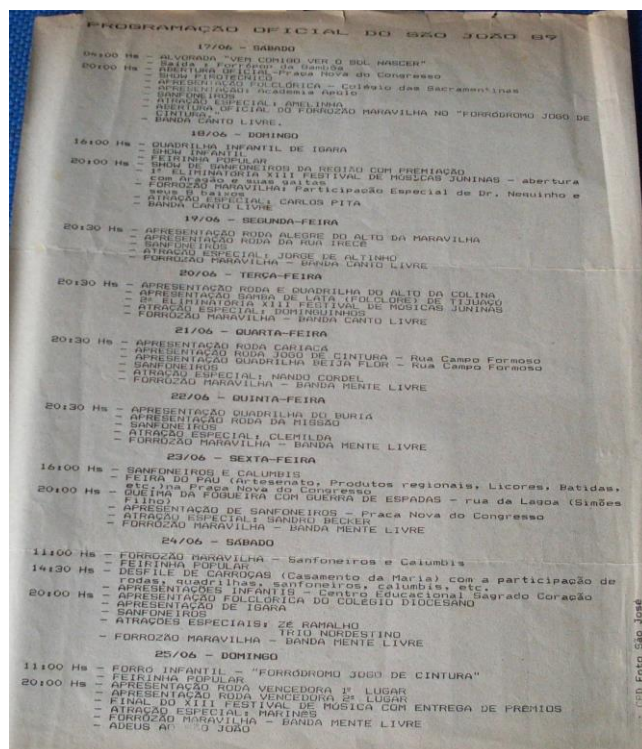 PROGRAMAÇÃO OFICIAL DO SÃO JOÃO 89
17/06 - SÁBADO
04:00 Hs - ALVORADA "VEM COMIGO VER O SOL NASCER"
- Saída : Forrépon da Gamboa
20:00 Hs - ABERTURA OFICIAL-Praça Nova do Congresso
- SHOW PIROTÉCNICO
- APRESENTAÇÃO FOLCLÓRICA - Colégio das Sacramentinas
- APRESENTAÇÃO: Academia Apolo
- SANFONEIROS
- ATRAÇÃO ESPECIAL: AMELINHA
- ABERTURA OFICIAL DO FORROZÃO MARAVILHA NO "FORRÓDROMO JOGO DE
CINTURA."
- BANDA CANTO LIVRE.
18/06 - DOMINGO
16:00 Hs - QUADRILHA INFANTIL DE IGARA
- SHOW INFANTIL
- FEIRINHA POPULAR
20:00 Hs - SHOW DE SANFONEIROS DA REGIÃO COM PREMIAÇÃO
- 1ª ELIMINATÓRIA XIII FESTIVAL DE MÚSICAS JUNINAS - abertura
com Aragão e suas gaitas
- FORROZÃO MARAVILHA: Participação Especial de Dr. Nequinho e
seus 8 baixos
- ATRAÇÃO ESPECIAL: CARLOS PITA
- BANDA CANTO LIVRE
19/06 - SEGUNDA-FEIRA
20:30 Hs - APRESENTAÇÃO RODA ALEGRE DO ALTO DA MARAVILHA
- APRESENTAÇÃO RODA DA RUA IRECÊ
- SANFONEIROS
- ATRAÇÃO ESPECIAL: JORGE DE ALTINHO
- FORROZÃO MARAVILHA - BANDA CANTO LIVRE
20/06 - TERÇA-FEIRA
20:30 Hs - APRESENTAÇÃO RODA E QUADRILHA DO ALTO DA COLINA
- APRESENTAÇÃO SAMBA DE LATA (FOLCLORE) DE TIJUAÇO
- 2ª ELIMINATÓRIA XIII FESTIVAL DE MÚSICAS JUNINAS
- ATRAÇÃO ESPECIAL: DOMINGUINHOS
- FORROZÃO MARAVILHA - BANDA CANTO LIVRE
21/06 - QUARTA-FEIRA
20:30 Hs - APRESENTAÇÃO RODA CARIACA
- APRESENTAÇÃO RODA JOGO DE CINTURA - Rua Campo Formoso
- APRESENTAÇÃO QUADRILHA BEIJA FLOR - Rua Campo Formoso
- SANFONEIROS
- ATRAÇÃO ESPECIAL: NANDO CORDEL
- FORROZÃO MARAVILHA - BANDA MENTE LIVRE
22/06 - QUINTA-FEIRA
20:30 Hs - APRESENTAÇÃO QUADRILHA DO BURIA
- APRESENTAÇÃO RODA DA MISSÃO
- SANFONEIROS
- ATRAÇÃO ESPECIAL: CLEMILDA
- FORROZÃO MARAVILHA - BANDA MENTE LIVRE
23/06 - SEXTA-FEIRA
16:00 Hs - SANFONEIROS E CALUMBIS
- FEIRA DO PAU (Artesenato, Produtos regionais, Licores, Batidas,
etc.)na Praça Nova do Congresso
20:00 Hs - QUEIMA DA FOGUEIRA COM GUERRA DE ESPADAS - rua da Lagoa (Simões
Filho)
- APRESENTAÇÃO DE SANFONEIROS - Praca Nova do Congresso
- ATRAÇÃO ESPECIAL: SANDRO BECKER
- FORROZÃO MARAVILHA - BANDA MENTE LIVRE
24/06 - SÁBADO
11:00 Hs - FORROZÃO MARAVILHA - Sanfoneiros e Calumbis
- FEIRINHA POPULAR
14:30 Hs - DESFILE DE CARROÇAS (Casamento da Maria) com a participação de
rodas, quadrilhas, sanfoneiros, calumbis, etc.
- APRESENTAÇÕES INFANTIS - Centro Educacional Sagrado Coração
20:00 Hs - APRESENTAÇÃO FOLCLÓRICA DO COLÉGIO DIOCESANO
- APRESENTAÇÃO DE IGARA
- SANFONEIROS
- ATRAÇÕES ESPECIAIS: ZÉ RAMALHO
TRIO NORDESTINO
- FORROZÃO MARAVILHA - BANDA MENTE LIVRE
25/06 - DOMINGO
11:00 Hs - FORRÓ INFANTIL - "FORRÓDROMO JOGO DE CINTURA"
- FEIRINHA POPULAR
20:00 Hs - APRESENTAÇÃO RODA VENCEDORA 1º LUGAR
- APRESENTAÇÃO RODA VENCEDORA 2º LUGAR
- FINAL DO XIII FESTIVAL DE MÚSICA COM ENTREGA DE PRÊMIOS
- ATRAÇÃO ESPECIAL: MARINÊS
- FORROZÃO MARAVILHA - BANDA MENTE LIVRE
- ADEUS AO SÃO JOÃO
Foto São José